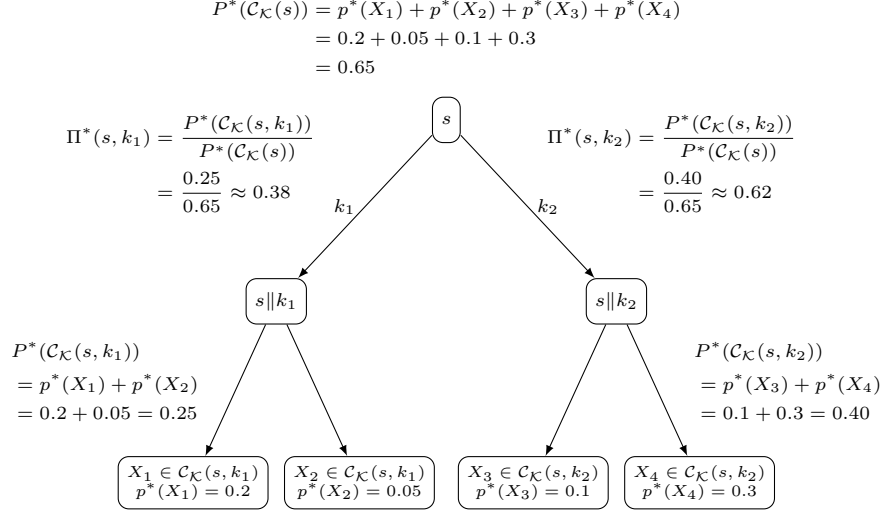 P*(C_K(s)) = p*(X₁) + p*(X₂) + p*(X₃) + p*(X₄)
= 0.2 + 0.05 + 0.1 + 0.3
= 0.65
s
Π*(s, k₁) = P*(C_K(s, k₁)) / P*(C_K(s))
= 0.25 / 0.65 ≈ 0.38
Π*(s, k₂) = P*(C_K(s, k₂)) / P*(C_K(s))
= 0.40 / 0.65 ≈ 0.62
k₁
k₂
s∥k₁
s∥k₂
P*(C_K(s, k₁))
= p*(X₁) + p*(X₂)
= 0.2 + 0.05 = 0.25
P*(C_K(s, k₂))
= p*(X₃) + p*(X₄)
= 0.1 + 0.3 = 0.40
X₁ ∈ C_K(s, k₁)
p*(X₁) = 0.2
X₂ ∈ C_K(s, k₁)
p*(X₂) = 0.05
X₃ ∈ C_K(s, k₂)
p*(X₃) = 0.1
X₄ ∈ C_K(s, k₂)
p*(X₄) = 0.3